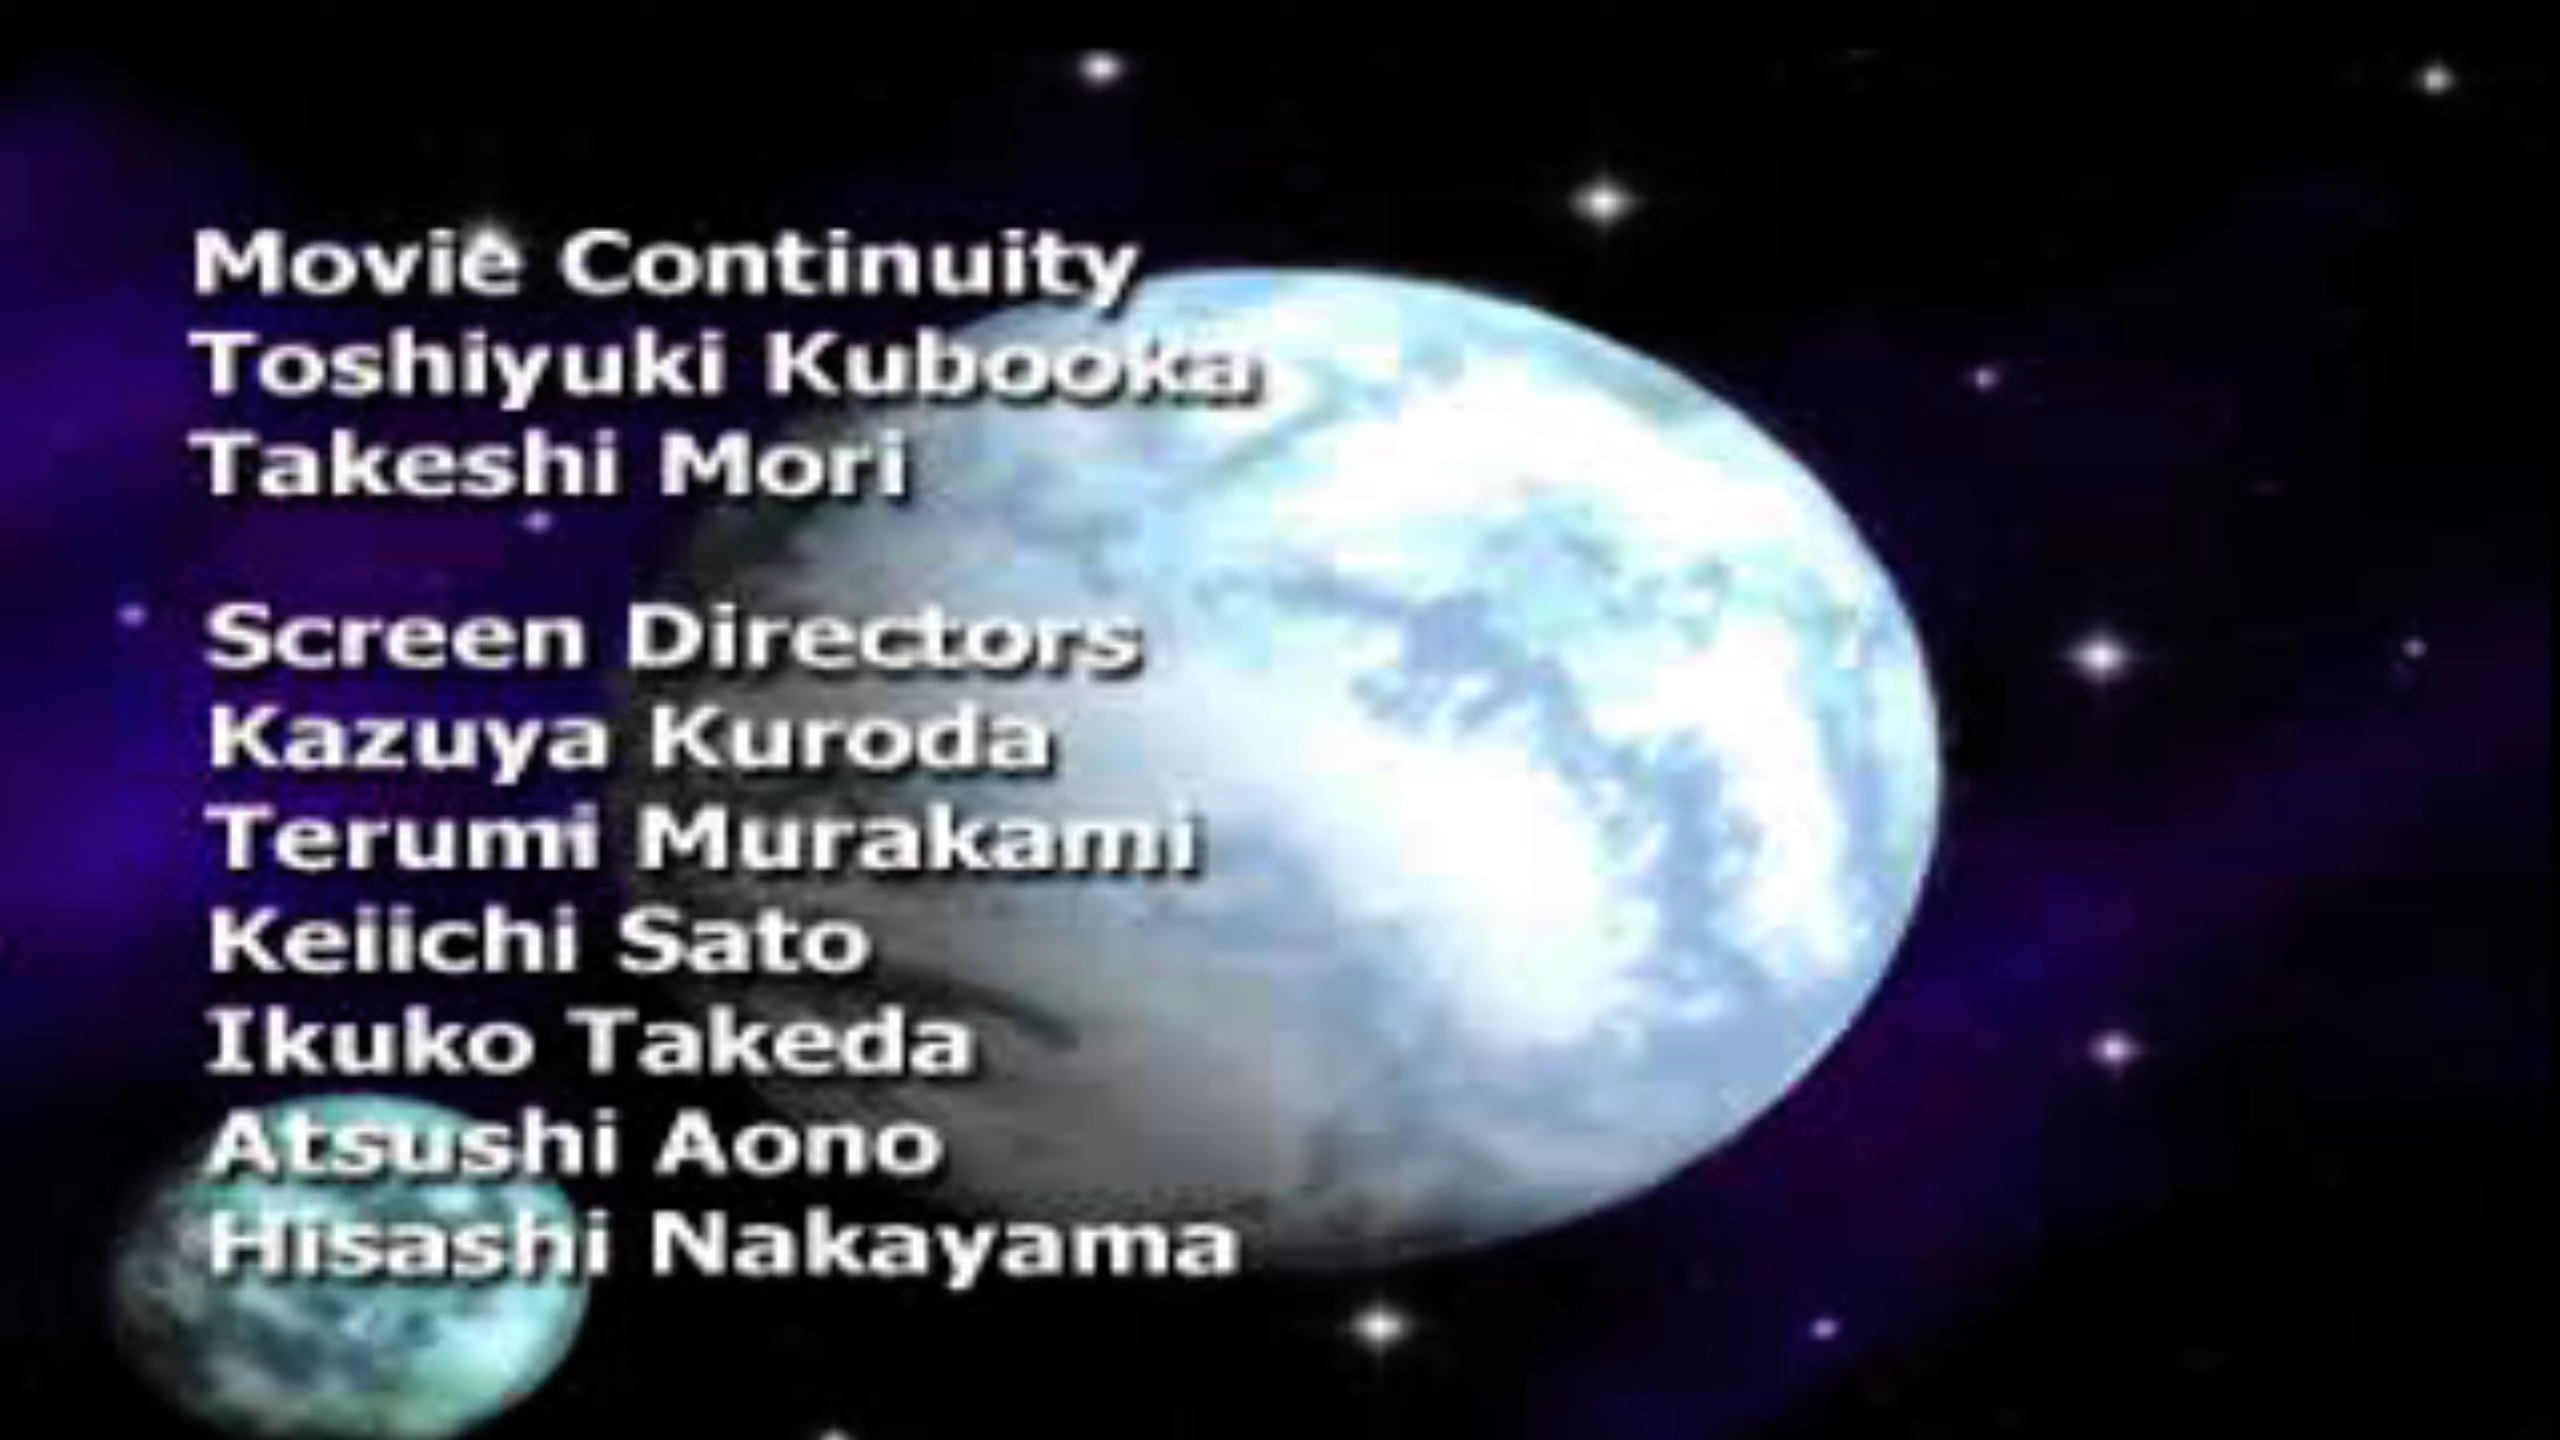 Movie Continuity
Toshiyuki Kubooka
Takeshi Mori
Screen Directors
Kazuya Kuroda
Terumi Murakami
Keiichi Sato
Ikuko Takeda
Atsushi Aono
Hisashi Nakayama